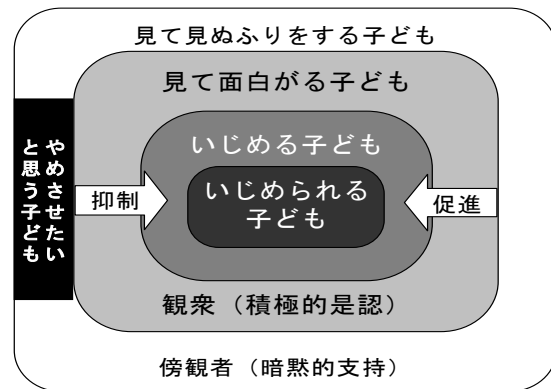 見て見ぬふりをする子ども
見て面白がる子ども
いじめる子ども
いじめられる
子ども
やめさせたい
と思う子ども
抑制
促進
観衆（積極的是認）
傍観者（暗黙的支持）